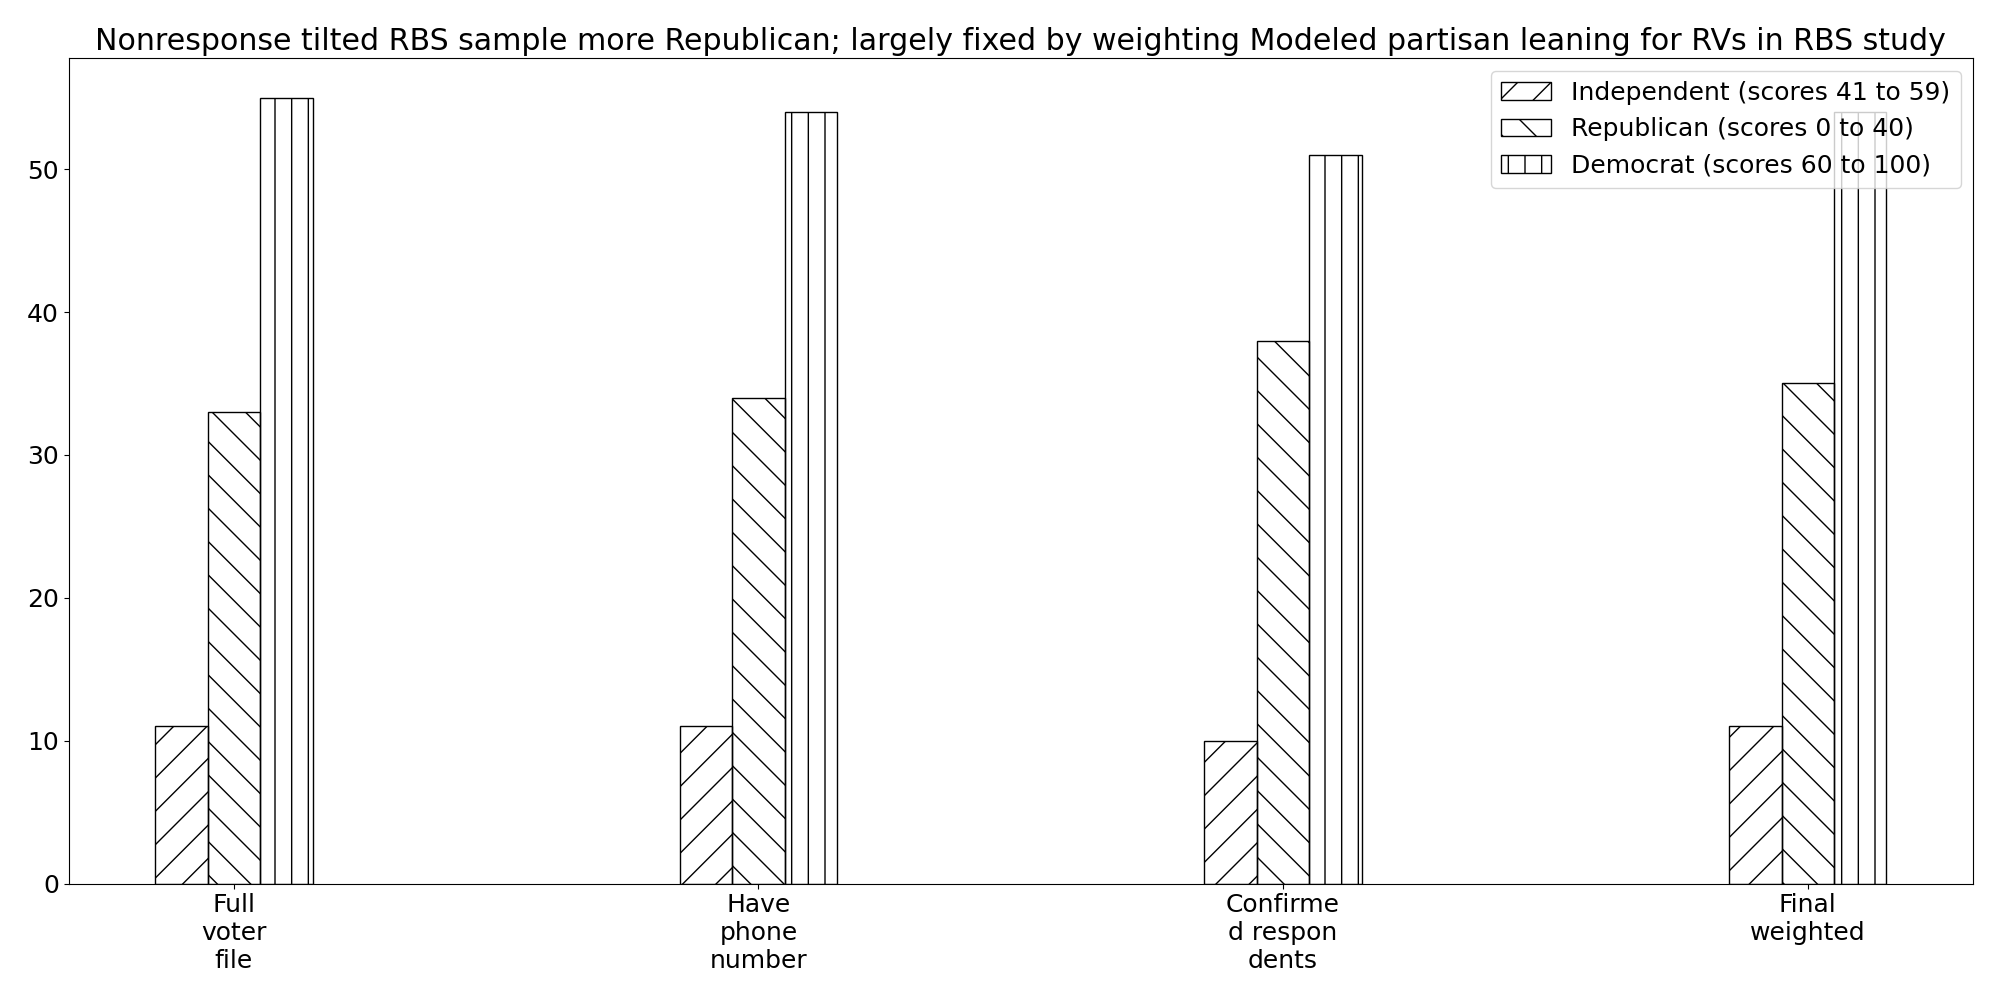 Nonresponse tilted RBS sample more Republican; largely fixed by weighting Modeled partisan leaning for RVs in RBS study
Independent (scores 41 to 59)
Republican (scores 0 to 40)
Democrat (scores 60 to 100)
50
40
30
20
10
0
Full
voter
file
Have
phone
number
Confirme
d respon
dents
Final
weighted